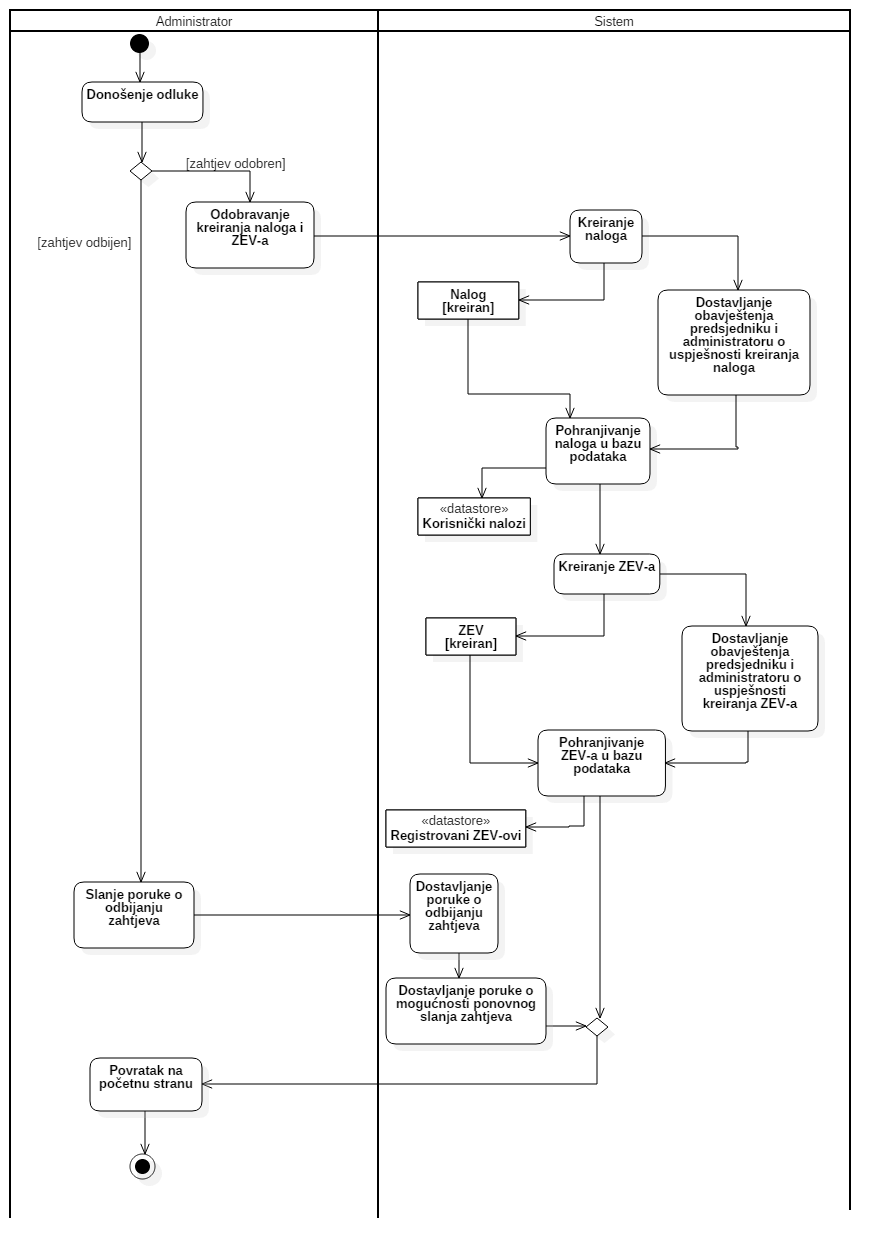 Administrator
Sistem
Donošenje odluke
[zahtjev odobren]
Odobravanje
kreiranja naloga i
ZEV-a
[zahtjev odbijen]
Kreiranje
naloga
Nalog
[kreiran]
Dostavljanje
obavještenja
predsjedniku i
administratoru o
uspješnosti kreiranja
naloga
Pohranjivanje
naloga u bazu
podataka
«datastore»
Korisnički nalozi
Kreiranje ZEV-a
ZEV
[kreiran]
Dostavljanje
obavještenja
predsjedniku i
administratoru o
uspješnosti
kreiranja ZEV-a
Pohranjivanje
ZEV-a u bazu
podataka
«datastore»
Registrovani ZEV-ovi
Slanje poruke o
odbijanju
zahtjeva
Dostavljanje
poruke o
odbijanju
zahtjeva
Dostavljanje poruke o
mogućnosti ponovnog
slanja zahtjeva
Povratak na
početnu stranu